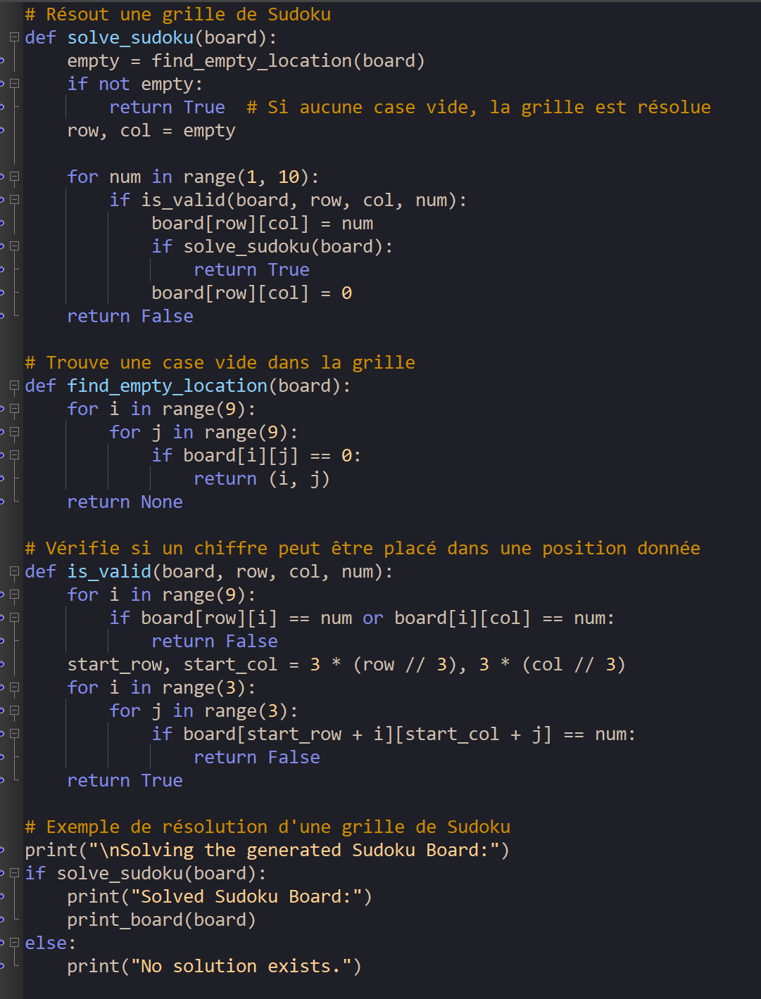 # Résout une grille de Sudoku
def solve_sudoku(board):
    empty = find_empty_location(board)
    if not empty:
        return True  # Si aucune case vide, la grille est résolue
    row, col = empty

    for num in range(1, 10):
        if is_valid(board, row, col, num):
            board[row][col] = num
            if solve_sudoku(board):
                return True
            board[row][col] = 0
    return False

# Trouve une case vide dans la grille
def find_empty_location(board):
    for i in range(9):
        for j in range(9):
            if board[i][j] == 0:
                return (i, j)
    return None

# Vérifie si un chiffre peut être placé dans une position donnée
def is_valid(board, row, col, num):
    for i in range(9):
        if board[row][i] == num or board[i][col] == num:
            return False
    start_row, start_col = 3 * (row // 3), 3 * (col // 3)
    for i in range(3):
        for j in range(3):
            if board[start_row + i][start_col + j] == num:
                return False
    return True

# Exemple de résolution d'une grille de Sudoku
print("\nSolving the generated Sudoku Board:")
if solve_sudoku(board):
    print("Solved Sudoku Board:")
    print_board(board)
else:
    print("No solution exists.")